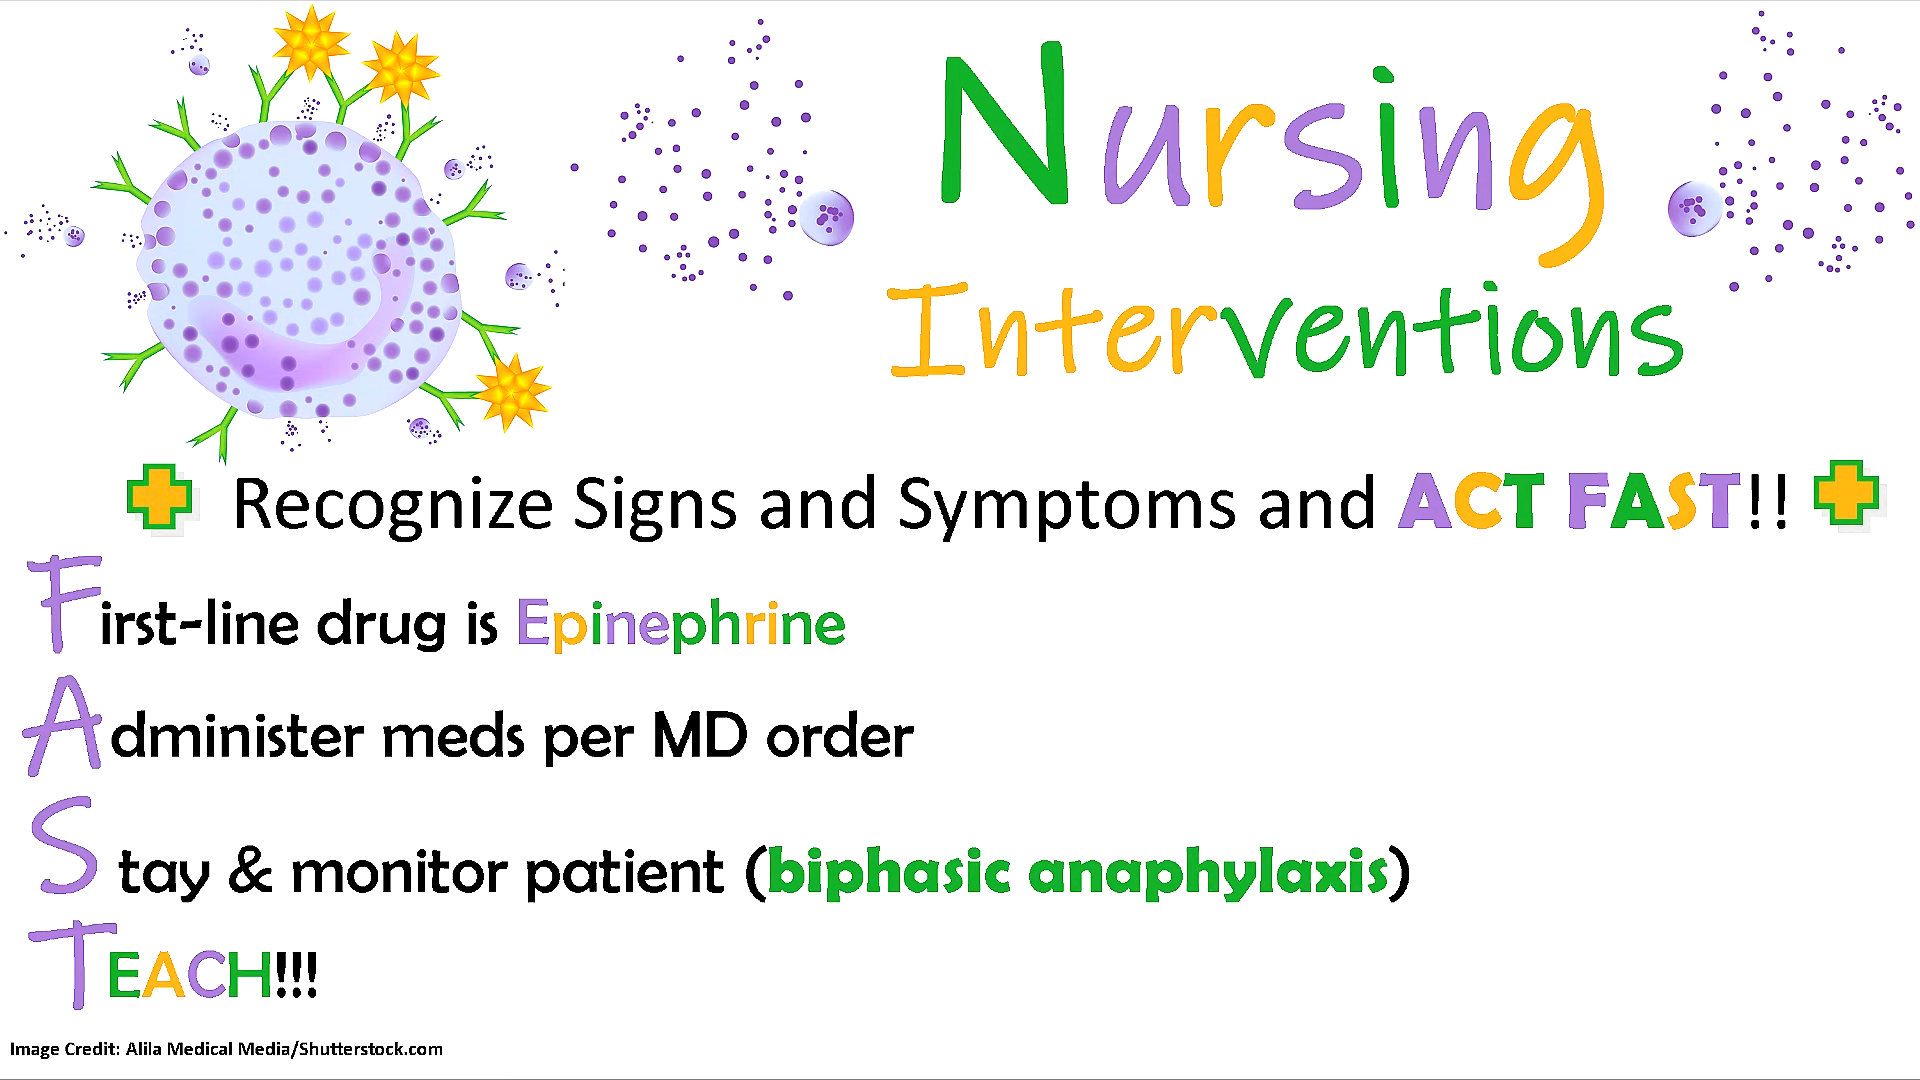 Nursing
Interventions
Recognize Signs and Symptoms and ACT FAST!!
First-line drug is Epinephrine
Administer meds per MD order
Stay & monitor patient (biphasic anaphylaxis)
TEACH!!!
Image Credit: Alila Medical Media/Shutterstock.com